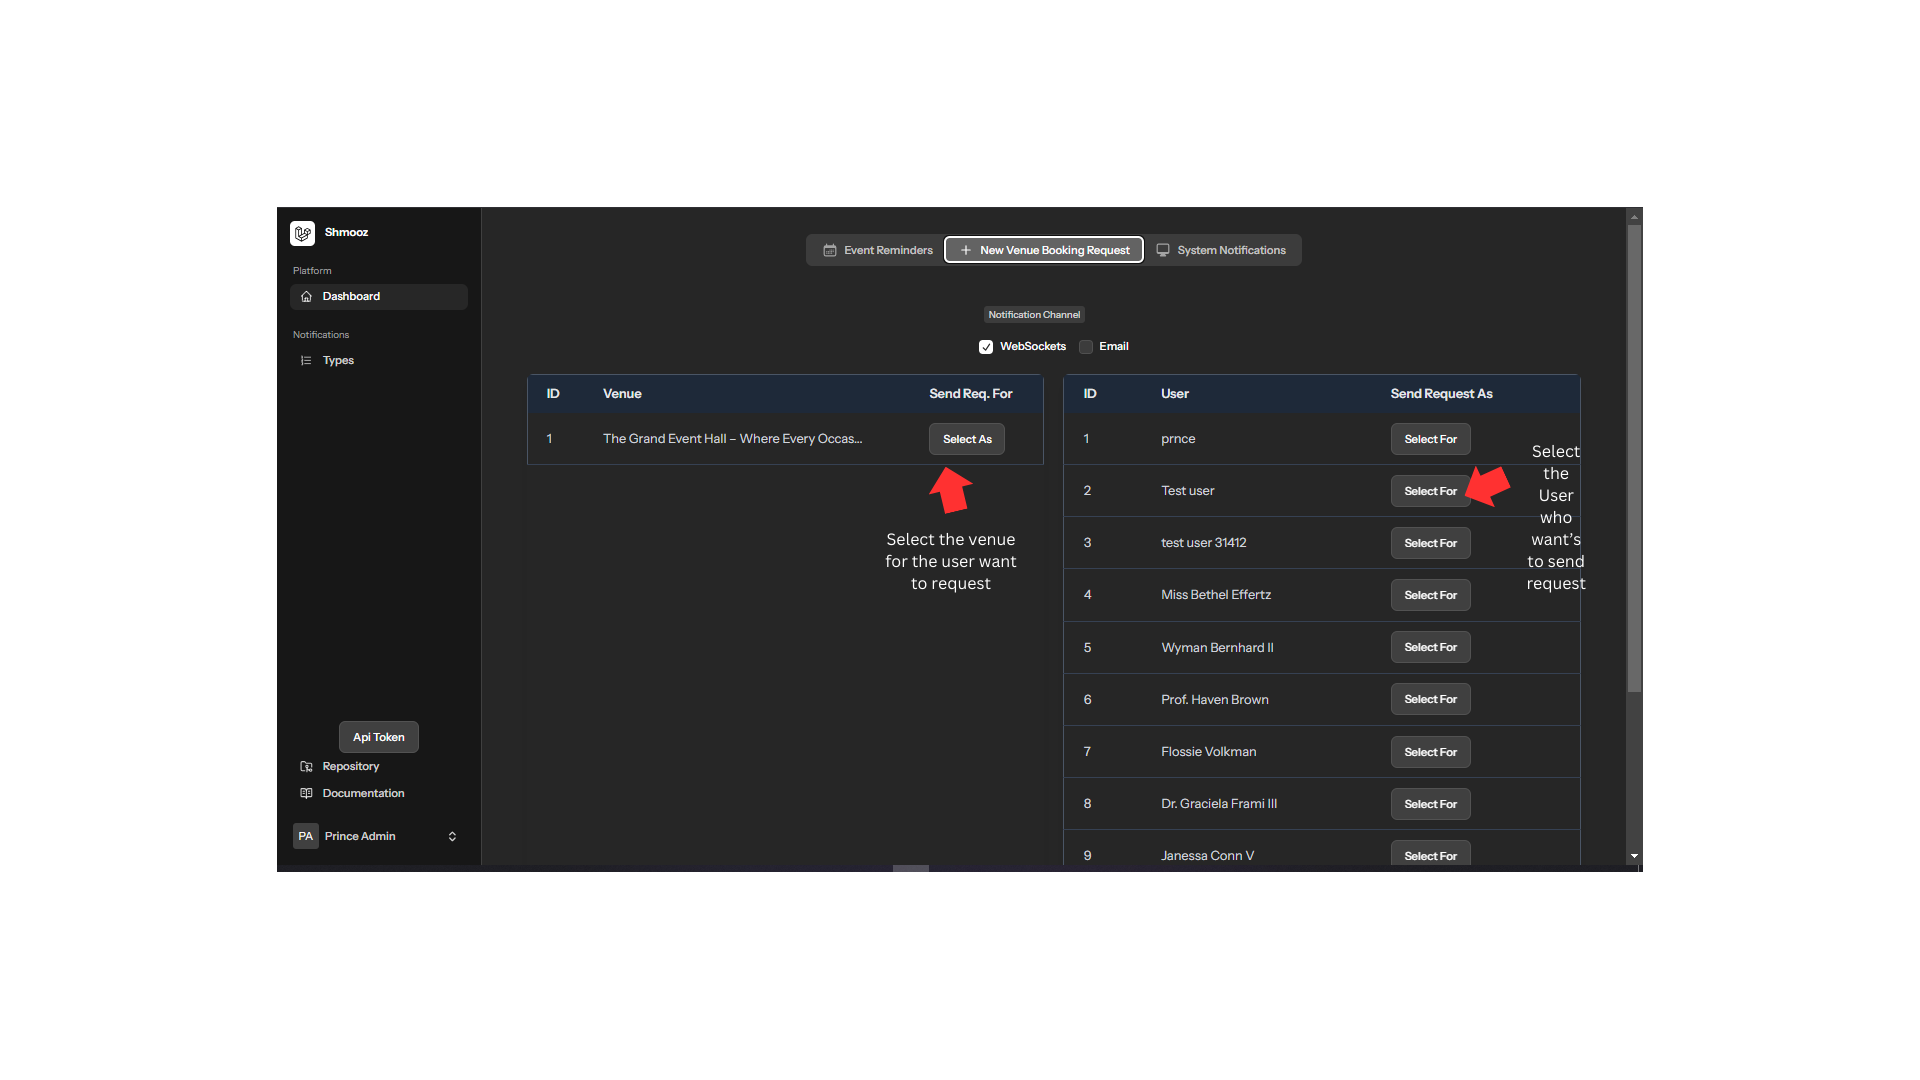 Shmooz
Platform
Dashboard
Notifications
Types
Api Token
Repository
Documentation
PA Prince Admin
Event Reminders
New Venue Booking Request
System Notifications
Notification Channel
WebSockets
Email
ID Venue Send Req. For
1 The Grand Event Hall – Where Every Occas... Select As
Select the venue
for the user want
to request
ID User Send Request As
1 prnce Select For
2 Test user Select For
3 test user 31412 Select For
4 Miss Bethel Effertz Select For
5 Wyman Bernhard II Select For
6 Prof. Haven Brown Select For
7 Flossie Volkman Select For
8 Dr. Graciela Frami III Select For
9 Janessa Conn V Select For
Select
the
User
who
want's
to send
request